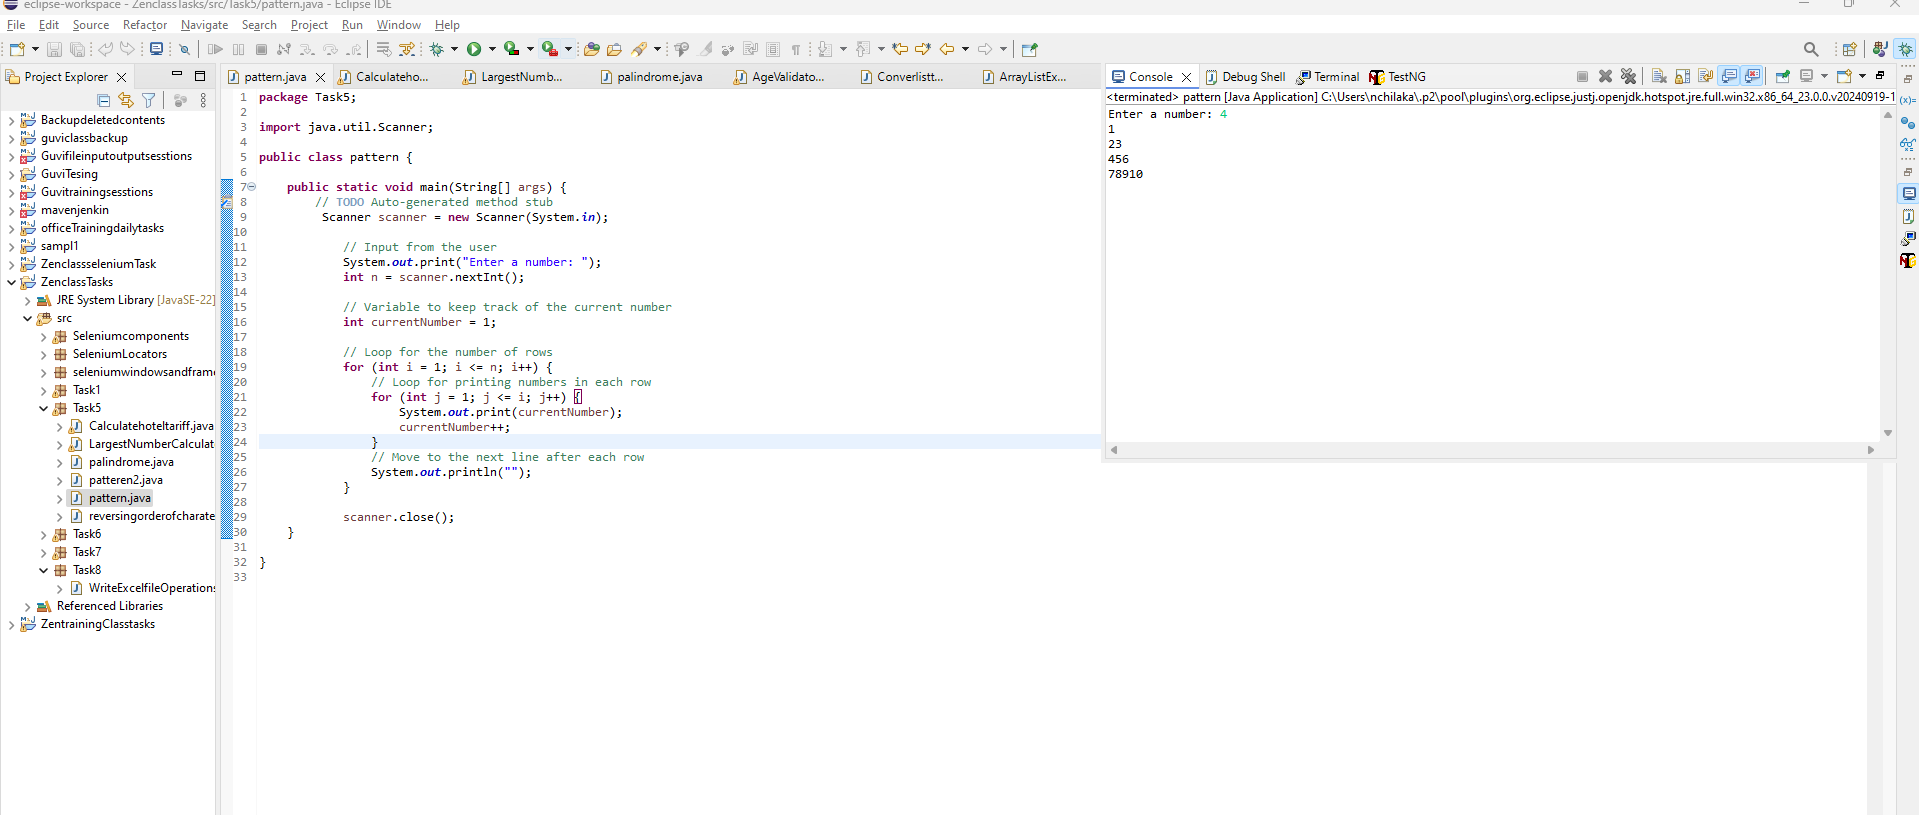 eclipse-workspace - ZenclassTasks/src/Task5/pattern.java - Eclipse IDE
File Edit Source Refactor Navigate Search Project Run Window Help
Project Explorer
Backupdeletedcontents
guviclassbackup
Guvifileinputoutputsesstions
GuviTesing
Guvitrainingsesstions
mavenjenkin
officeTrainingdailytasks
sampl1
ZenclassseleniumTask
ZenclassTasks
JRE System Library [JavaSE-22]
src
Seleniumcomponents
SeleniumLocators
seleniumwindowsandfram
Task1
Task5
Calculatehoteltariff.java
LargestNumberCalculat
palindrome.java
patteren2.java
pattern.java
reversingorderofcharate
Task6
Task7
Task8
WriteExcelfileOperations
Referenced Libraries
ZentrainingClasstasks
pattern.java Calculateho... LargestNumb... palindrome.java AgeValidato... Converlistt... ArrayListEx...
1 package Task5;
2
3 import java.util.Scanner;
4
5 public class pattern {
6
7 public static void main(String[] args) {
8 // TODO Auto-generated method stub
9 Scanner scanner = new Scanner(System.in);
10
11 // Input from the user
12 System.out.print("Enter a number: ");
13 int n = scanner.nextInt();
14
15 // Variable to keep track of the current number
16 int currentNumber = 1;
17
18 // Loop for the number of rows
19 for (int i = 1; i <= n; i++) {
20 // Loop for printing numbers in each row
21 for (int j = 1; j <= i; j++) {
22 System.out.print(currentNumber);
23 currentNumber++;
24 }
25 // Move to the next line after each row
26 System.out.println("");
27 }
28
29 scanner.close();
30 }
31
32 }
33
Console Debug Shell Terminal TestNG
<terminated> pattern [Java Application] C:\Users\nchilaka\.p2\pool\plugins\org.eclipse.justj.openjdk.hotspot.jre.full.win32.x86_64_23.0.0.v20240919-1
Enter a number: 4
1
23
456
78910